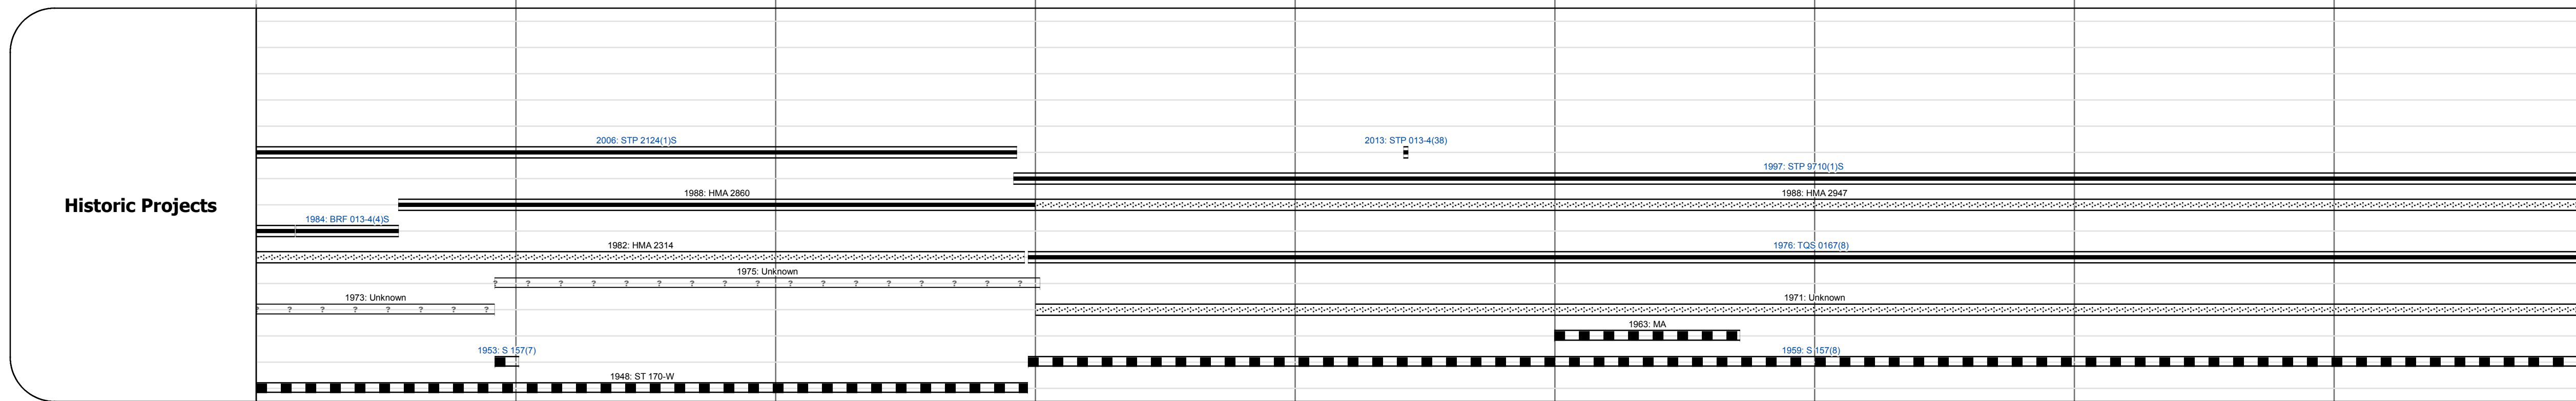 2006: STP 2124(1)S
2013: STP 013-4(38)
1997: STP 9710(1)S
1988: HMA 2860
1988: HMA 2947
Historic Projects
1984: BRF 013-4(4)S
1982: HMA 2314
1976: TQS 0167(8)
1975: Unknown
? ? ? ? ? ? ? ? ? ? ? ? ? ? ? ? ?
1973: Unknown
1971: Unknown
? ? ? ? ? ? ? ?
1963: MA
1953: S 157(7)
1959: S 157(8)
1948: ST 170-W